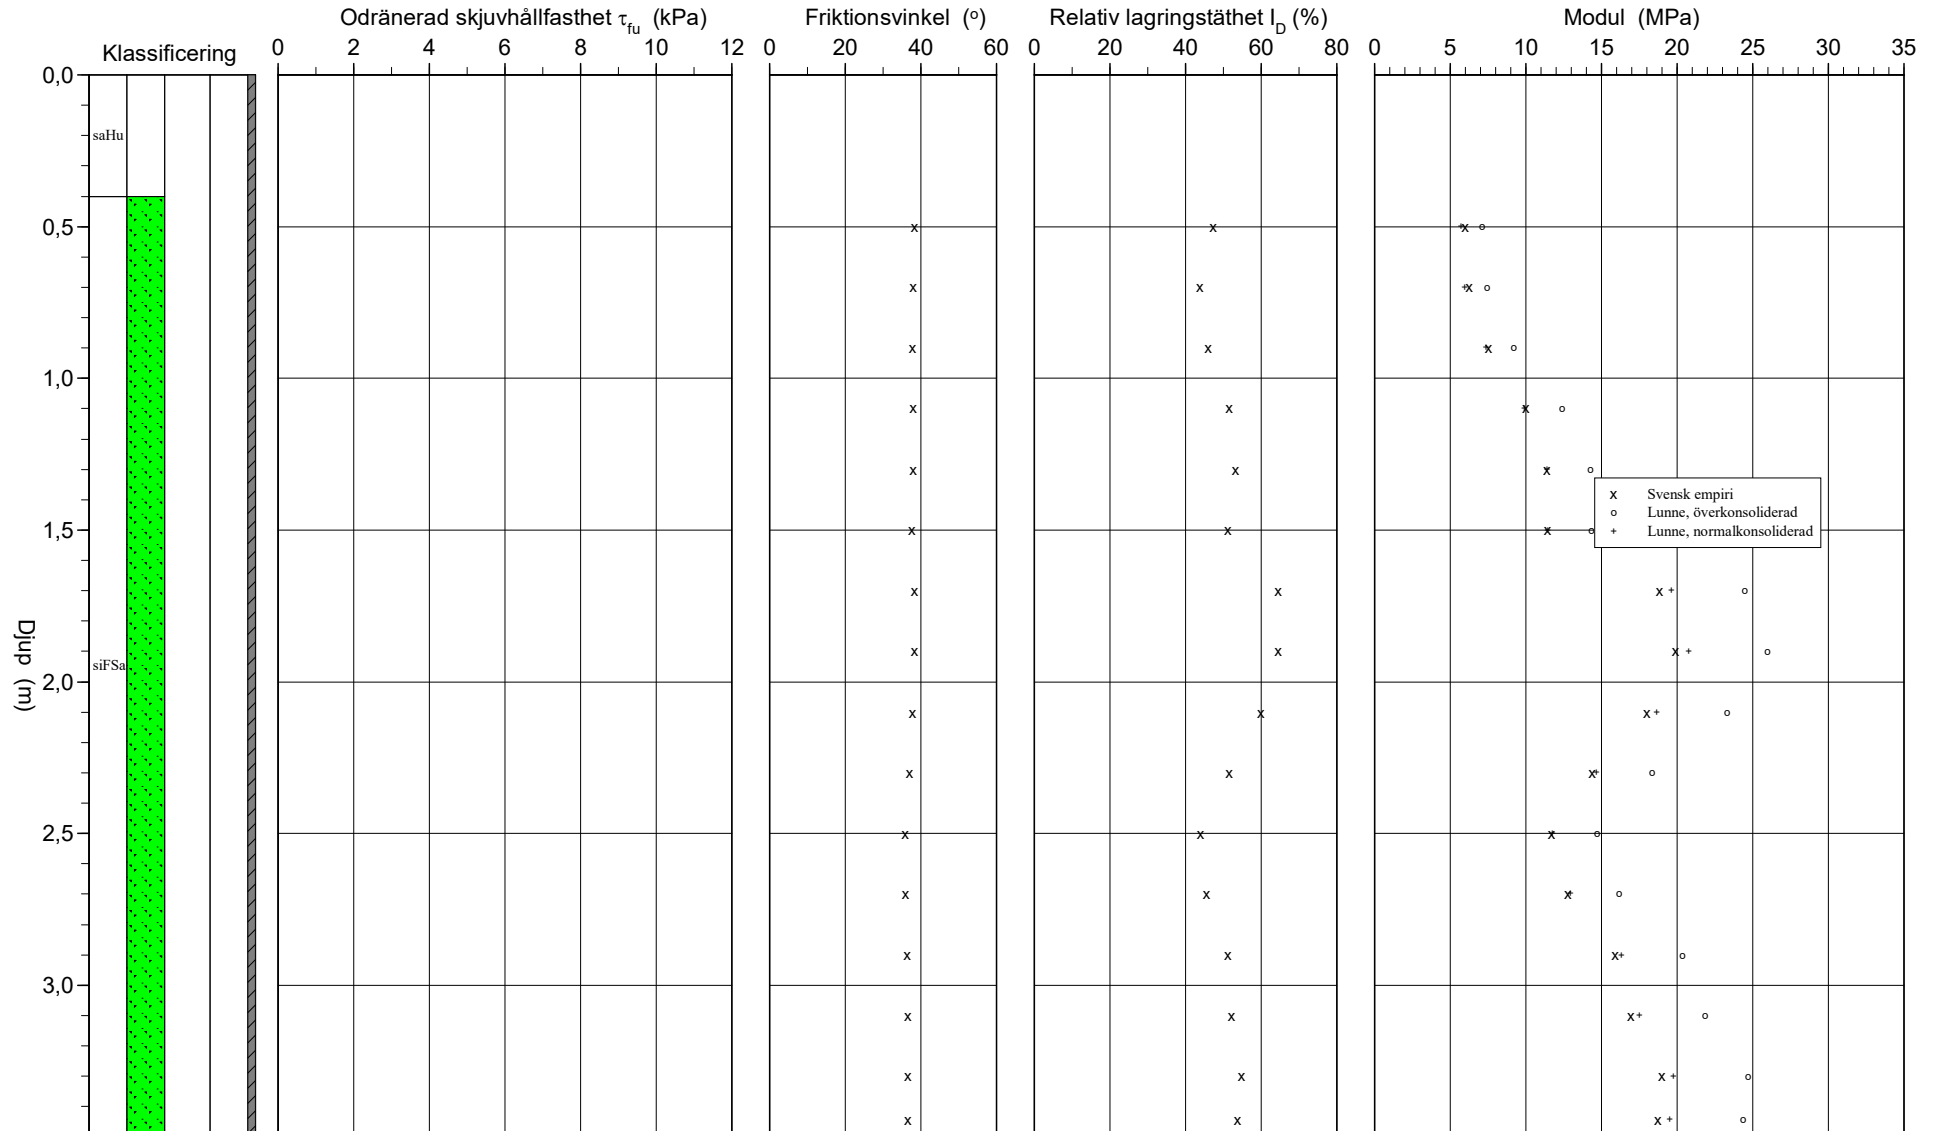 Odränerad skjuvhållfasthet τfu (kPa)
Friktionsvinkel (o)
Relativ lagringstäthet ID (%)
Modul (MPa)
Klassificering
0 2 4 6 8 10 12
0 20 40 60
0 20 40 60 80
0 5 10 15 20 25 30 35
0,0
saHu
0,5
1,0
1,5
x Svensk empiri
o Lunne, överkonsoliderad
+ Lunne, normalkonsoliderad
Djup (m)
siFSa
2,0
2,5
3,0